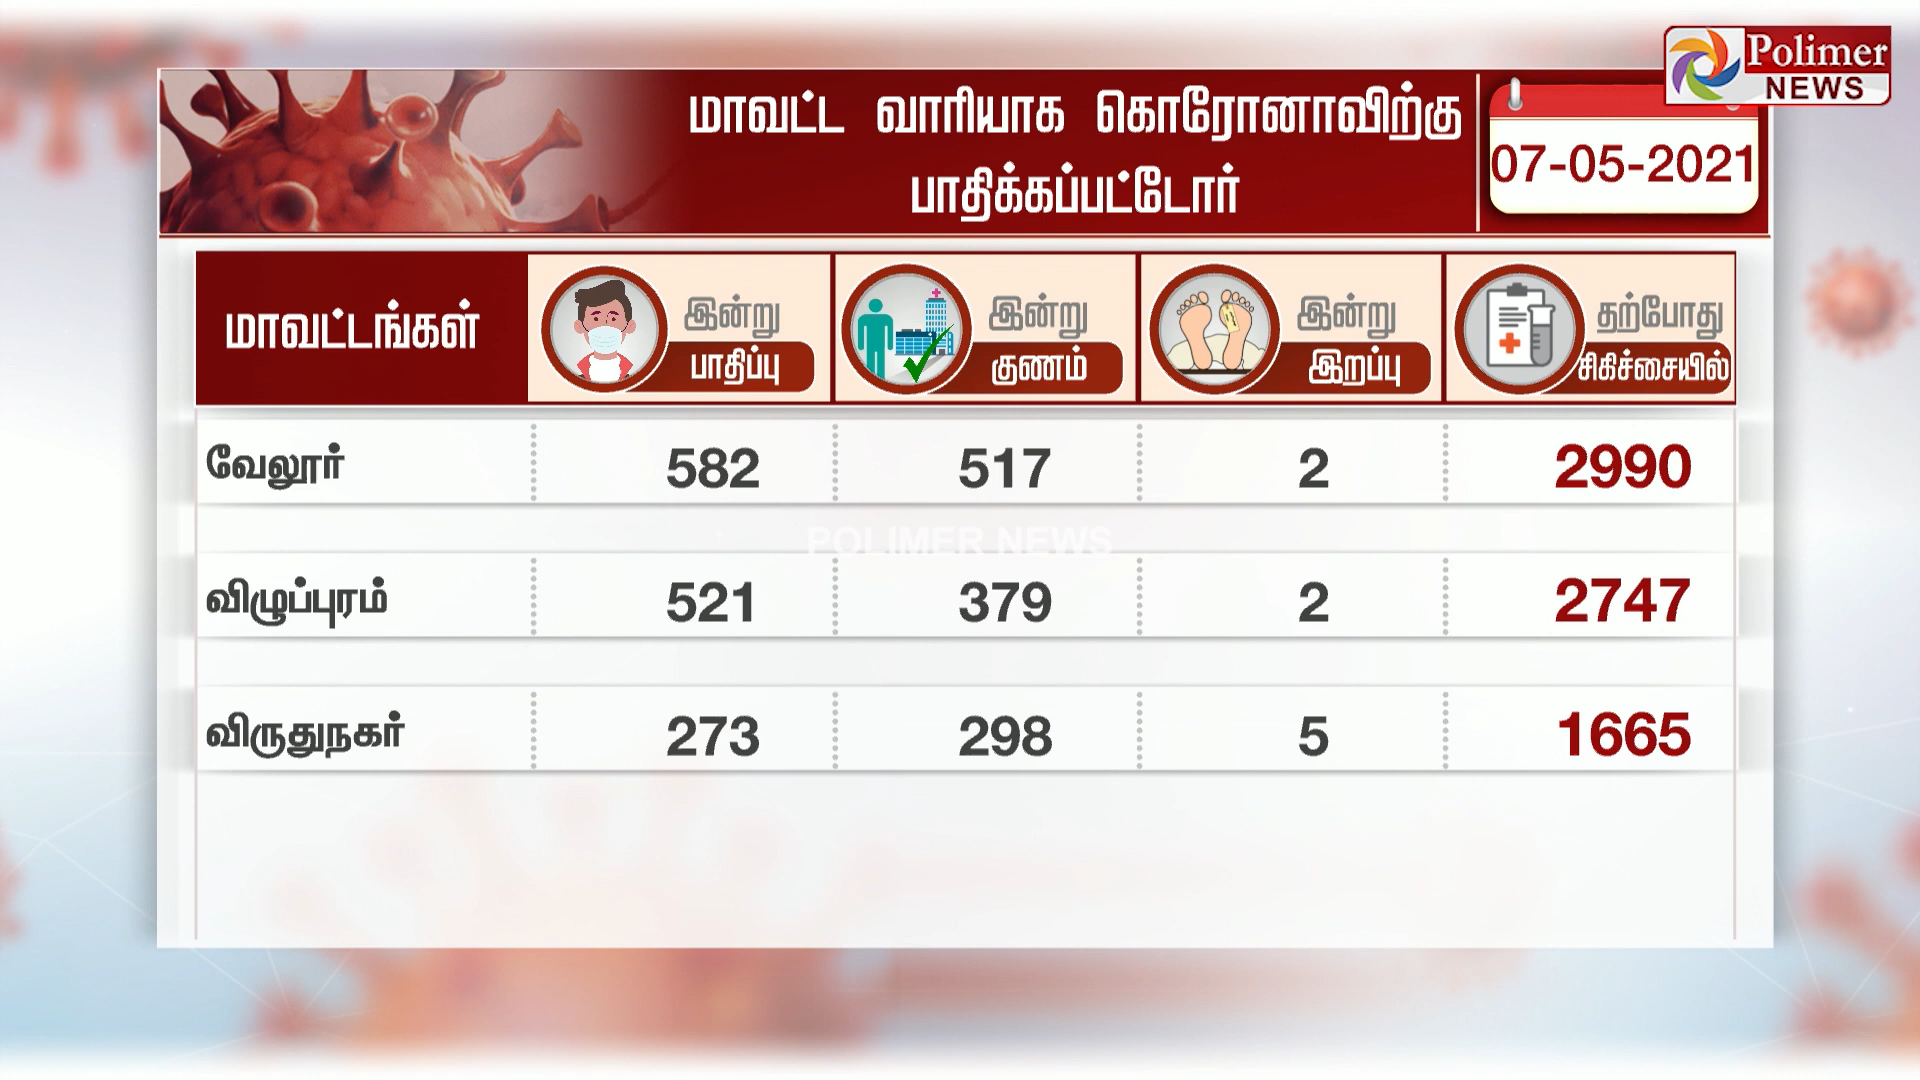 Polimer
NEWS
மாவட்ட வாரியாக கொரோனாவிற்கு
பாதிக்கப்பட்டோர்
07-05-2021
மாவட்டங்கள் இன்று பாதிப்பு இன்று குணம் இன்று இறப்பு தற்போது சிகிச்சையில்
வேலூர் 582 517 2 2990
POLIMER NEWS
விழுப்புரம் 521 379 2 2747
விருதுநகர் 273 298 5 1665